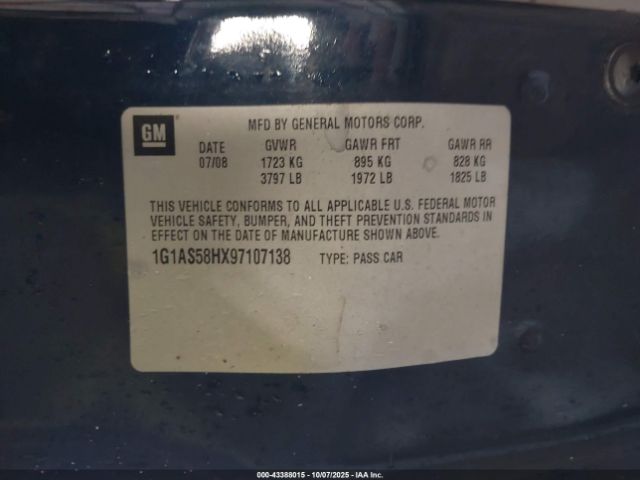 GM
MFD BY GENERAL MOTORS CORP.
DATE GVWR GAWR FRT GAWR RR
07/08 1723 KG 895 KG 828 KG
3797 LB 1972 LB 1825 LB
THIS VEHICLE CONFORMS TO ALL APPLICABLE U.S. FEDERAL MOTOR
VEHICLE SAFETY, BUMPER, AND THEFT PREVENTION STANDARDS IN
EFFECT ON THE DATE OF MANUFACTURE SHOWN ABOVE.
1G1AS58HX97107138 TYPE: PASS CAR
© IAA - 43388015 - 10/07/2025 - IAA Inc.